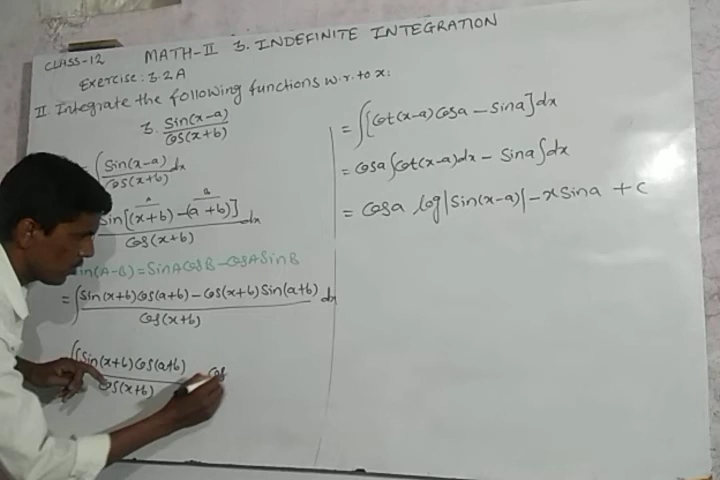 CLASS-12 MATH-II 3. INDEFINITE INTEGRATION
Exercise: 3.2A
II. Integrate the following functions w.r. to x.
3. Sin(x-a)
Cos(x+b)
∫ Sin(x-a) dx
Cos(x+b)
A B
Sin[(x+b) - (a+b)] dx
Cos(x+b)
Sin(A-B) = SinA CosB - CosA SinB
= ∫ Sin(x+b) Cos(a+b) - Cos(x+b) Sin(a+b) dx
Cos(x+b)
∫[Sin(x+b) Cos(a+b) - Cos
Cos(x+b)
= ∫[Cot(x-a) Cosa - Sina] dx
= Cosa ∫Cot(x-a) dx - Sina ∫dx
= Cosa log|Sin(x-a)| - x Sina + c